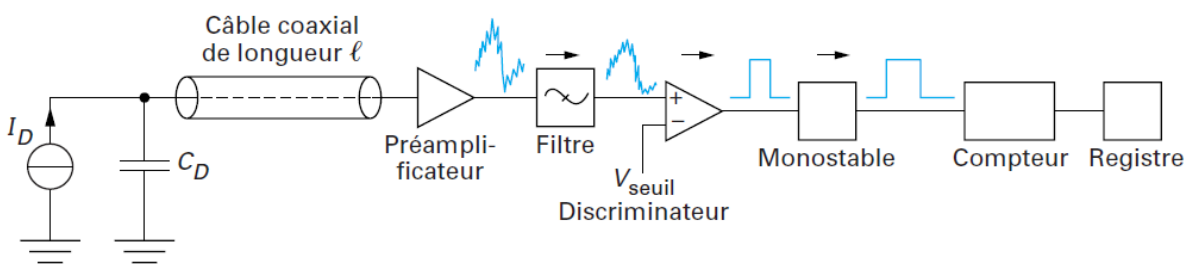 Câble coaxial
de longueur ℓ
I_D
C_D
Préampli-
ficateur
Filtre
+
−
V_seuil
Discriminateur
Monostable
Compteur
Registre